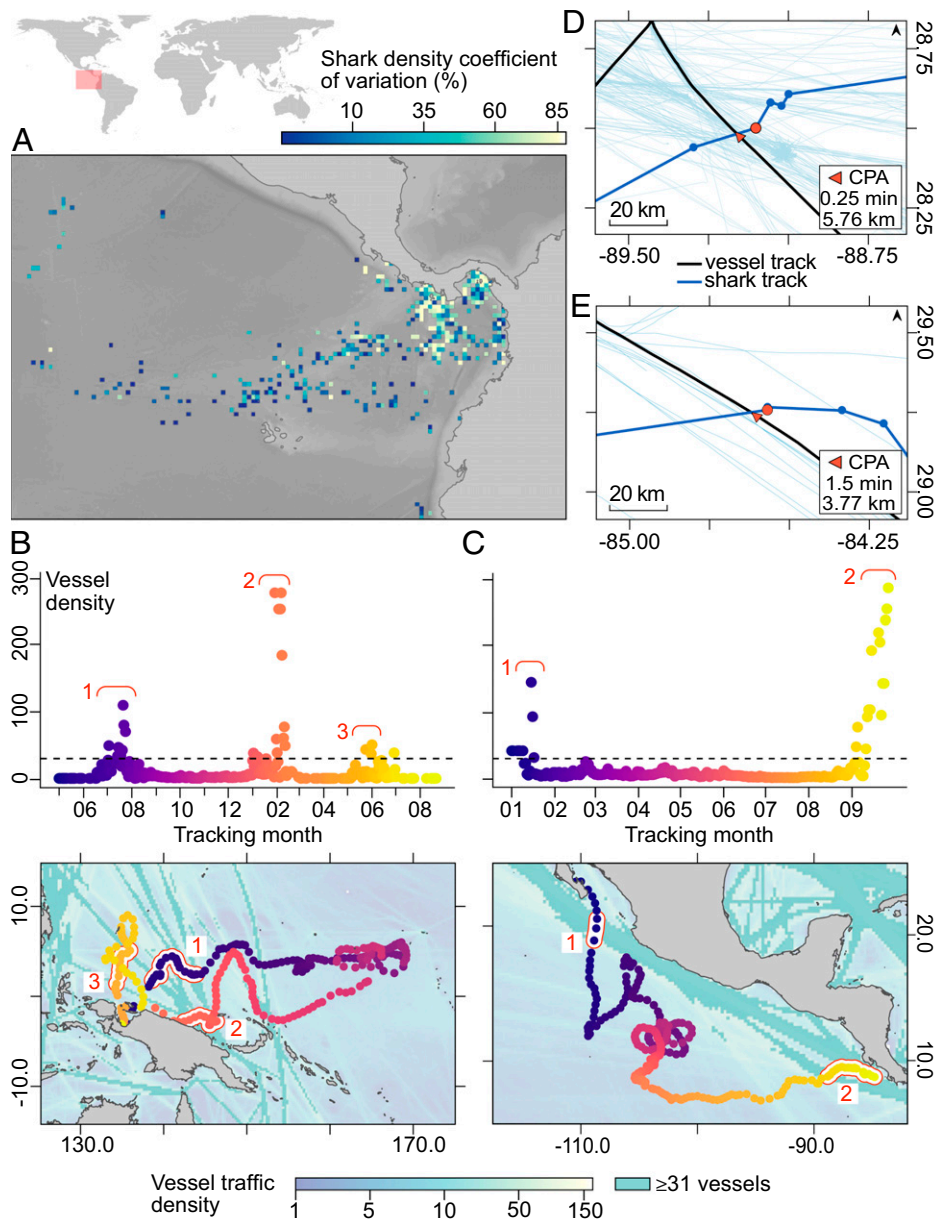 Shark density coefficient
of variation (%)
10 35 60 85
A
D
28.75
28.25
CPA
0.25 min
5.76 km
20 km
-89.50 -88.75
vessel track
shark track
E
29.50
29.00
CPA
1.5 min
3.77 km
20 km
-85.00 -84.25
B
Vessel
density
300
200
100
0
1
2
3
06 08 10 12 02 04 06 08
Tracking month
C
1
2
01 02 03 04 05 06 07 09
Tracking month
10.0
-10.0
1
2
3
130.0 170.0
20.0
10.0
1
2
-110.0 -90.0
Vessel traffic
density
1 5 10 50 150
≥31 vessels